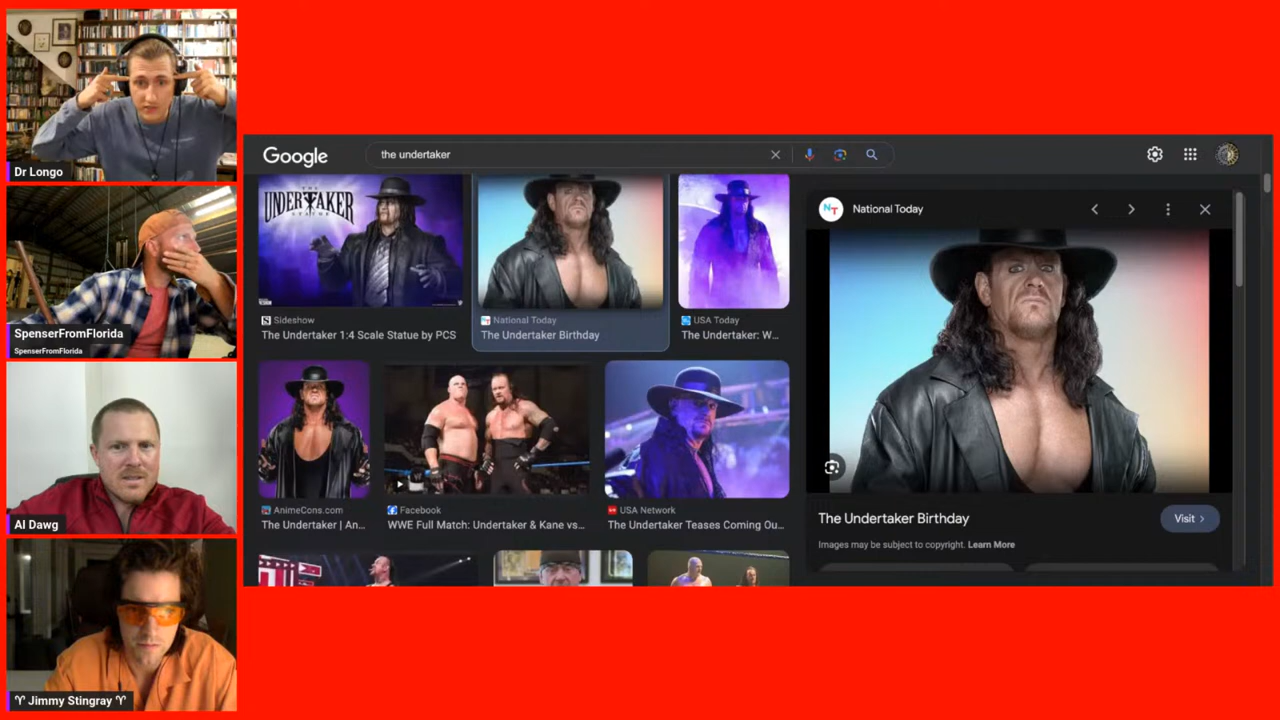 Dr Longo
SpenserFromFlorida
SpenserFromFlorida
Al Dawg
♈ Jimmy Stingray ♈
Google
the undertaker
THE
UNDERTAKER
Sideshow
The Undertaker 1:4 Scale Statue by PCS
National Today
The Undertaker Birthday
USA Today
The Undertaker: W...
AnimeCons.com
The Undertaker | An...
Facebook
WWE Full Match: Undertaker & Kane vs...
USA Network
The Undertaker Teases Coming Ou...
NT
National Today
The Undertaker Birthday
Visit
Images may be subject to copyright. Learn More